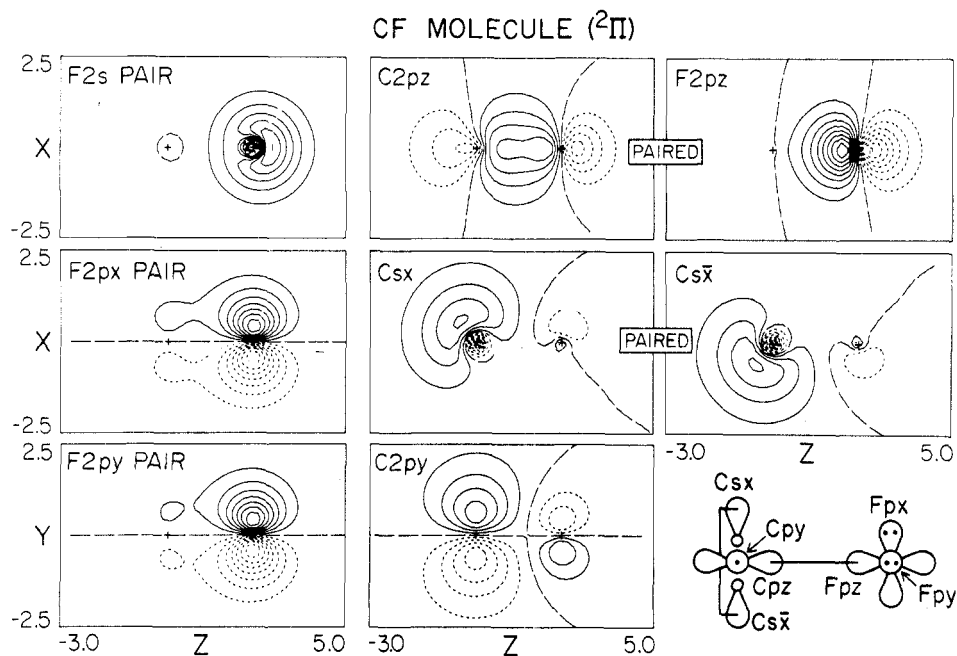 CF MOLECULE (²Π)
2.5
F2s PAIR
C2pz
F2pz
X
PAIRED
-2.5
2.5
F2px PAIR
Csx
Csx̄
X
PAIRED
-2.5
-3.0 Z 5.0
2.5
F2py PAIR
C2py
Csx
Fpx
Cpy
Y
Cpz
Fpz
Fpy
Csx̄
-2.5
-3.0 Z 5.0
-3.0 Z 5.0